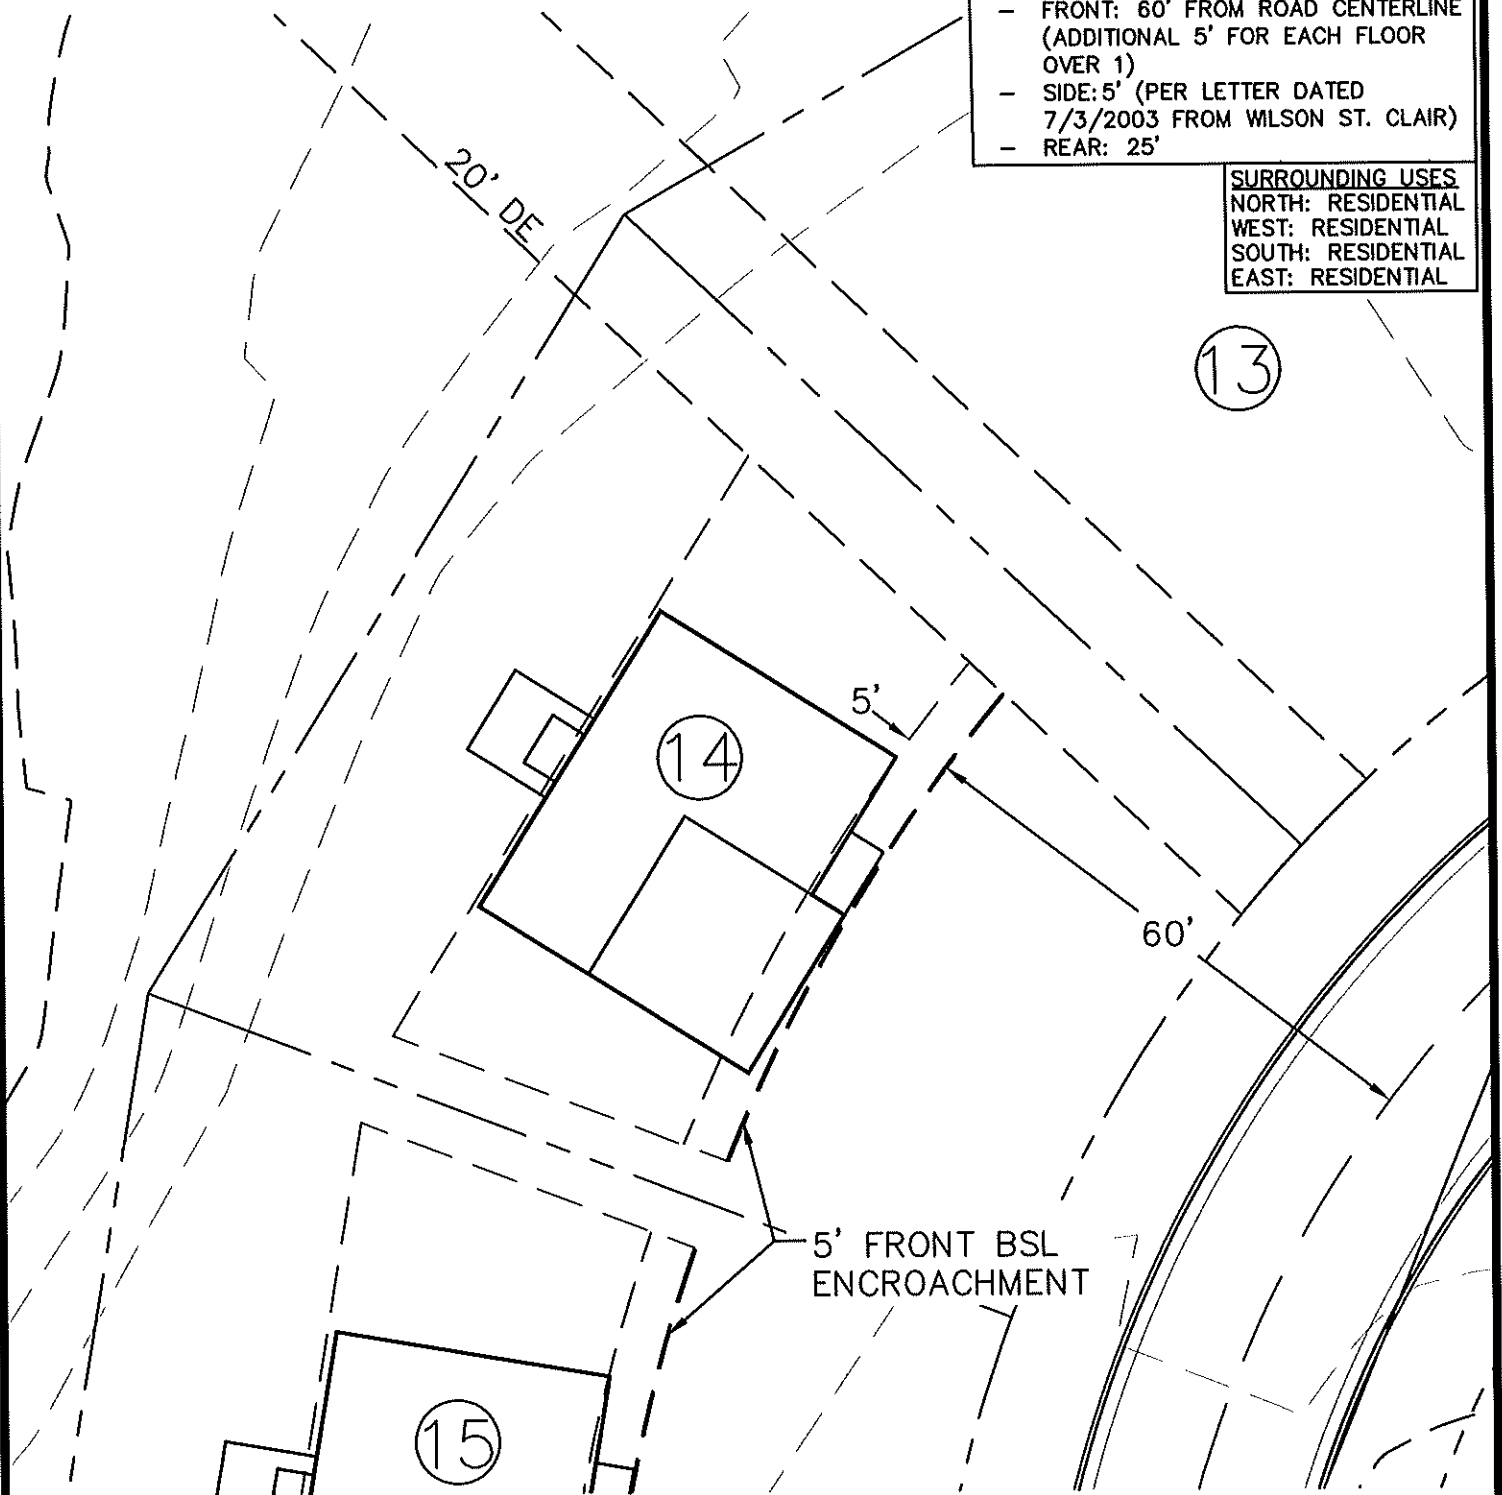 - FRONT: 60' FROM ROAD CENTERLINE
(ADDITIONAL 5' FOR EACH FLOOR
OVER 1)
- SIDE: 5' (PER LETTER DATED
7/3/2003 FROM WILSON ST. CLAIR)
- REAR: 25'
SURROUNDING USES
NORTH: RESIDENTIAL
WEST: RESIDENTIAL
SOUTH: RESIDENTIAL
EAST: RESIDENTIAL
20' DE
13
5'
14
60'
5' FRONT BSL
ENCROACHMENT
15